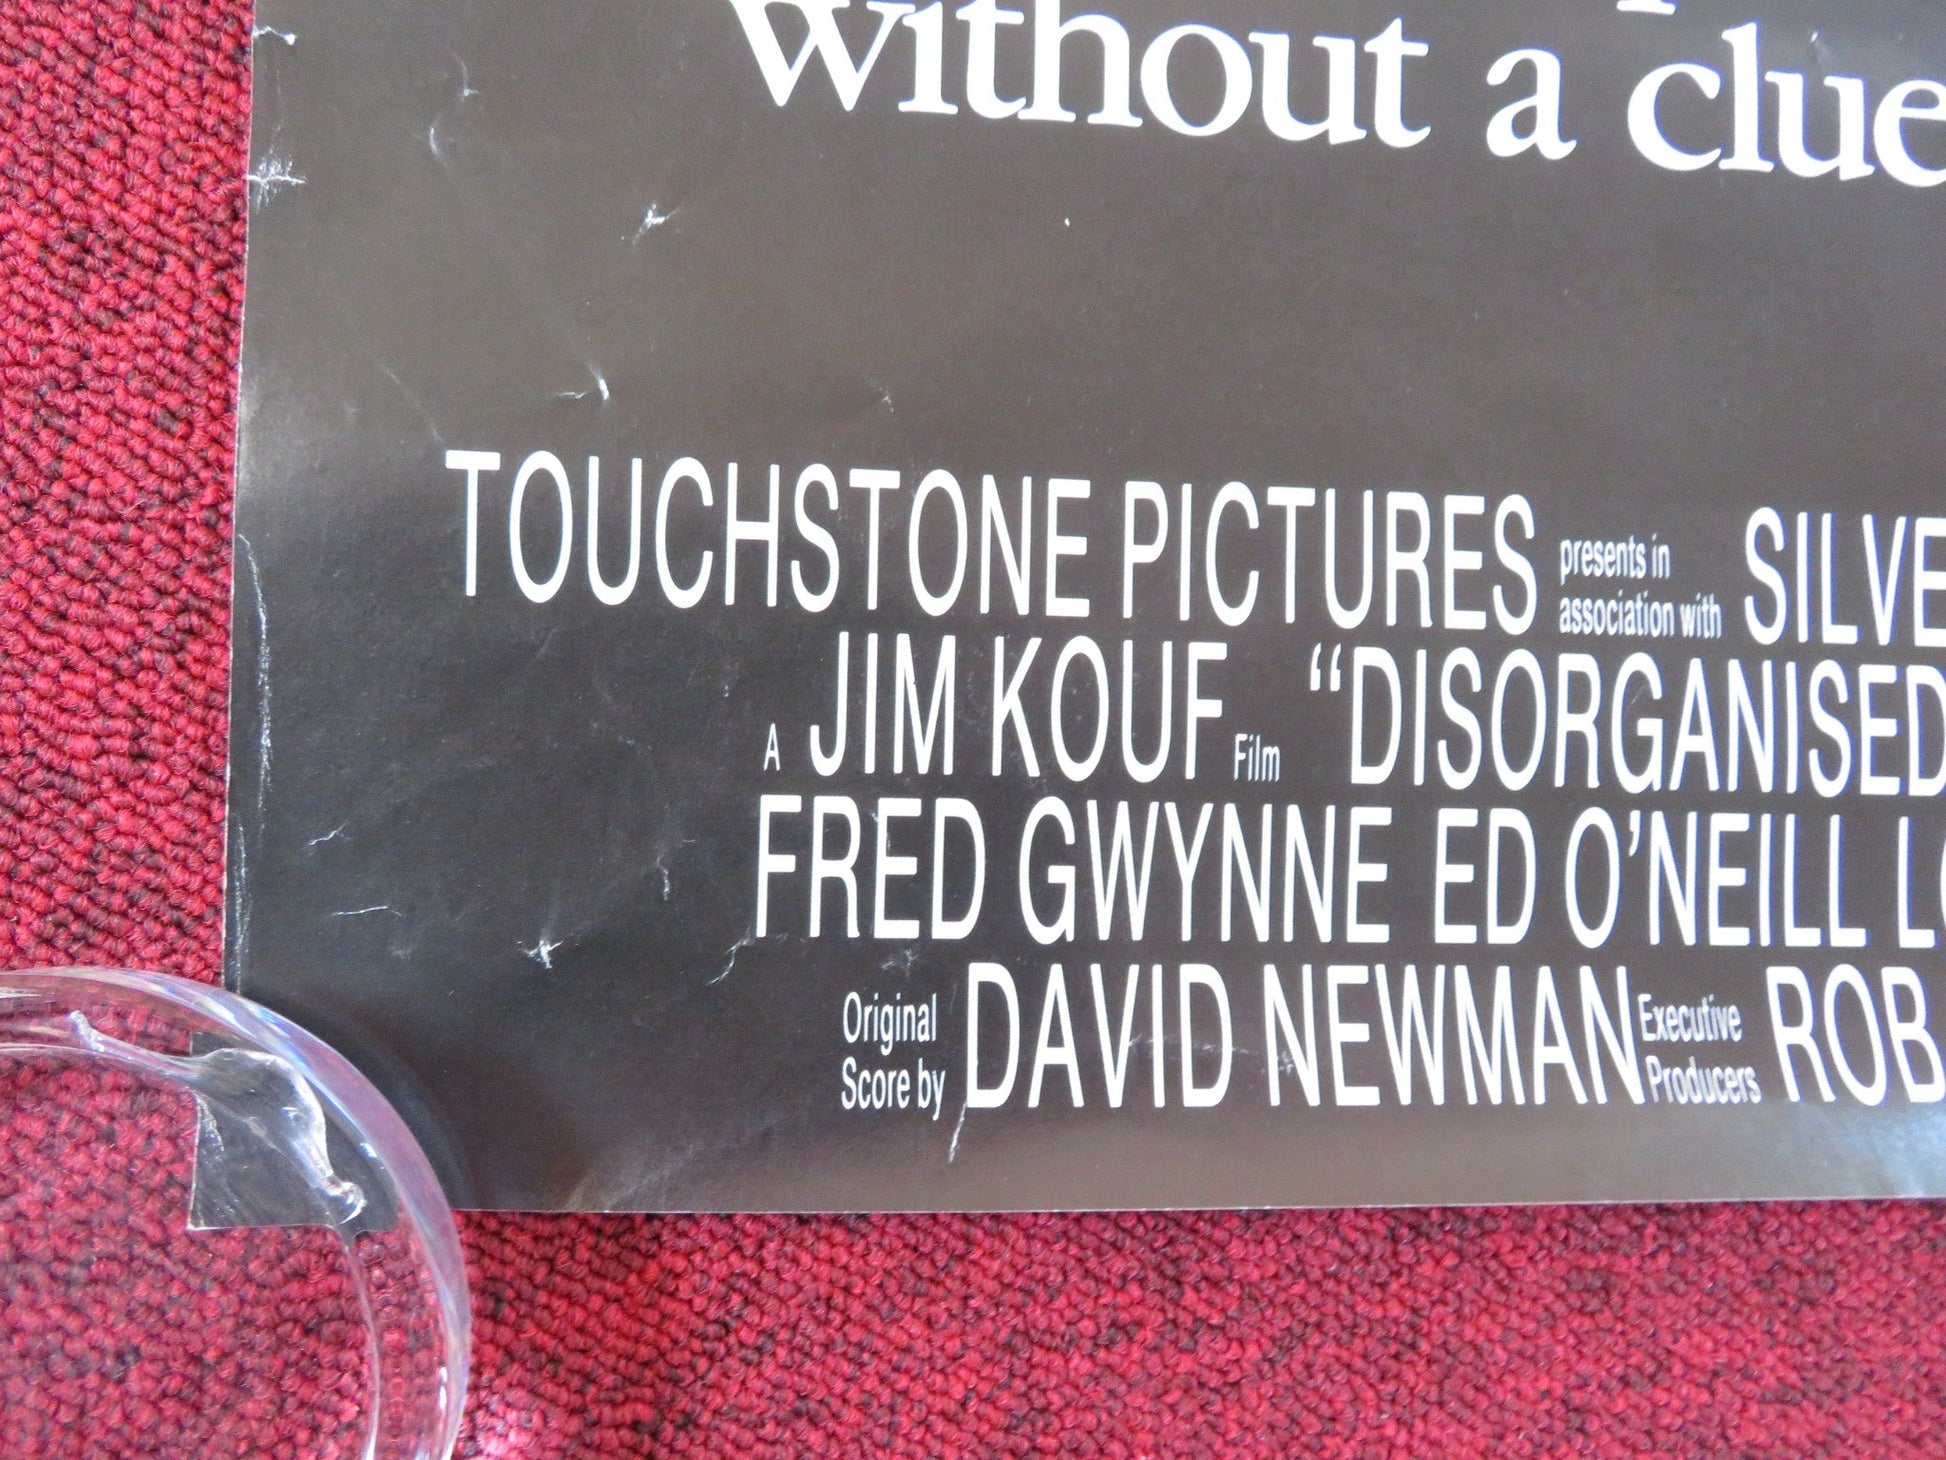 without a clue
TOUCHSTONE PICTURES presents in association with SILVE
A JIM KOUF Film "DISORGANISED
FRED GWYNNE ED O'NEILL LO
Original Score by DAVID NEWMAN Executive Producers ROB